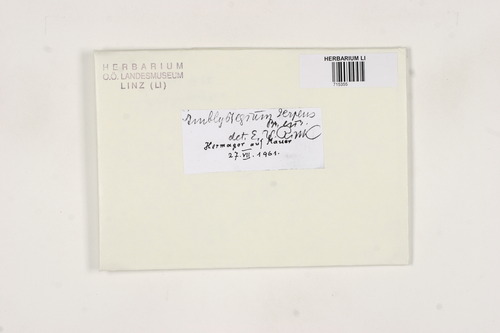 HERBARIUM
O.Ö. LANDESMUSEUM
LINZ (LI)
HERBARIUM LI
Amblystegium serpens
det. E. W.
Hermagor auf Mauer
27. VII. 1961.